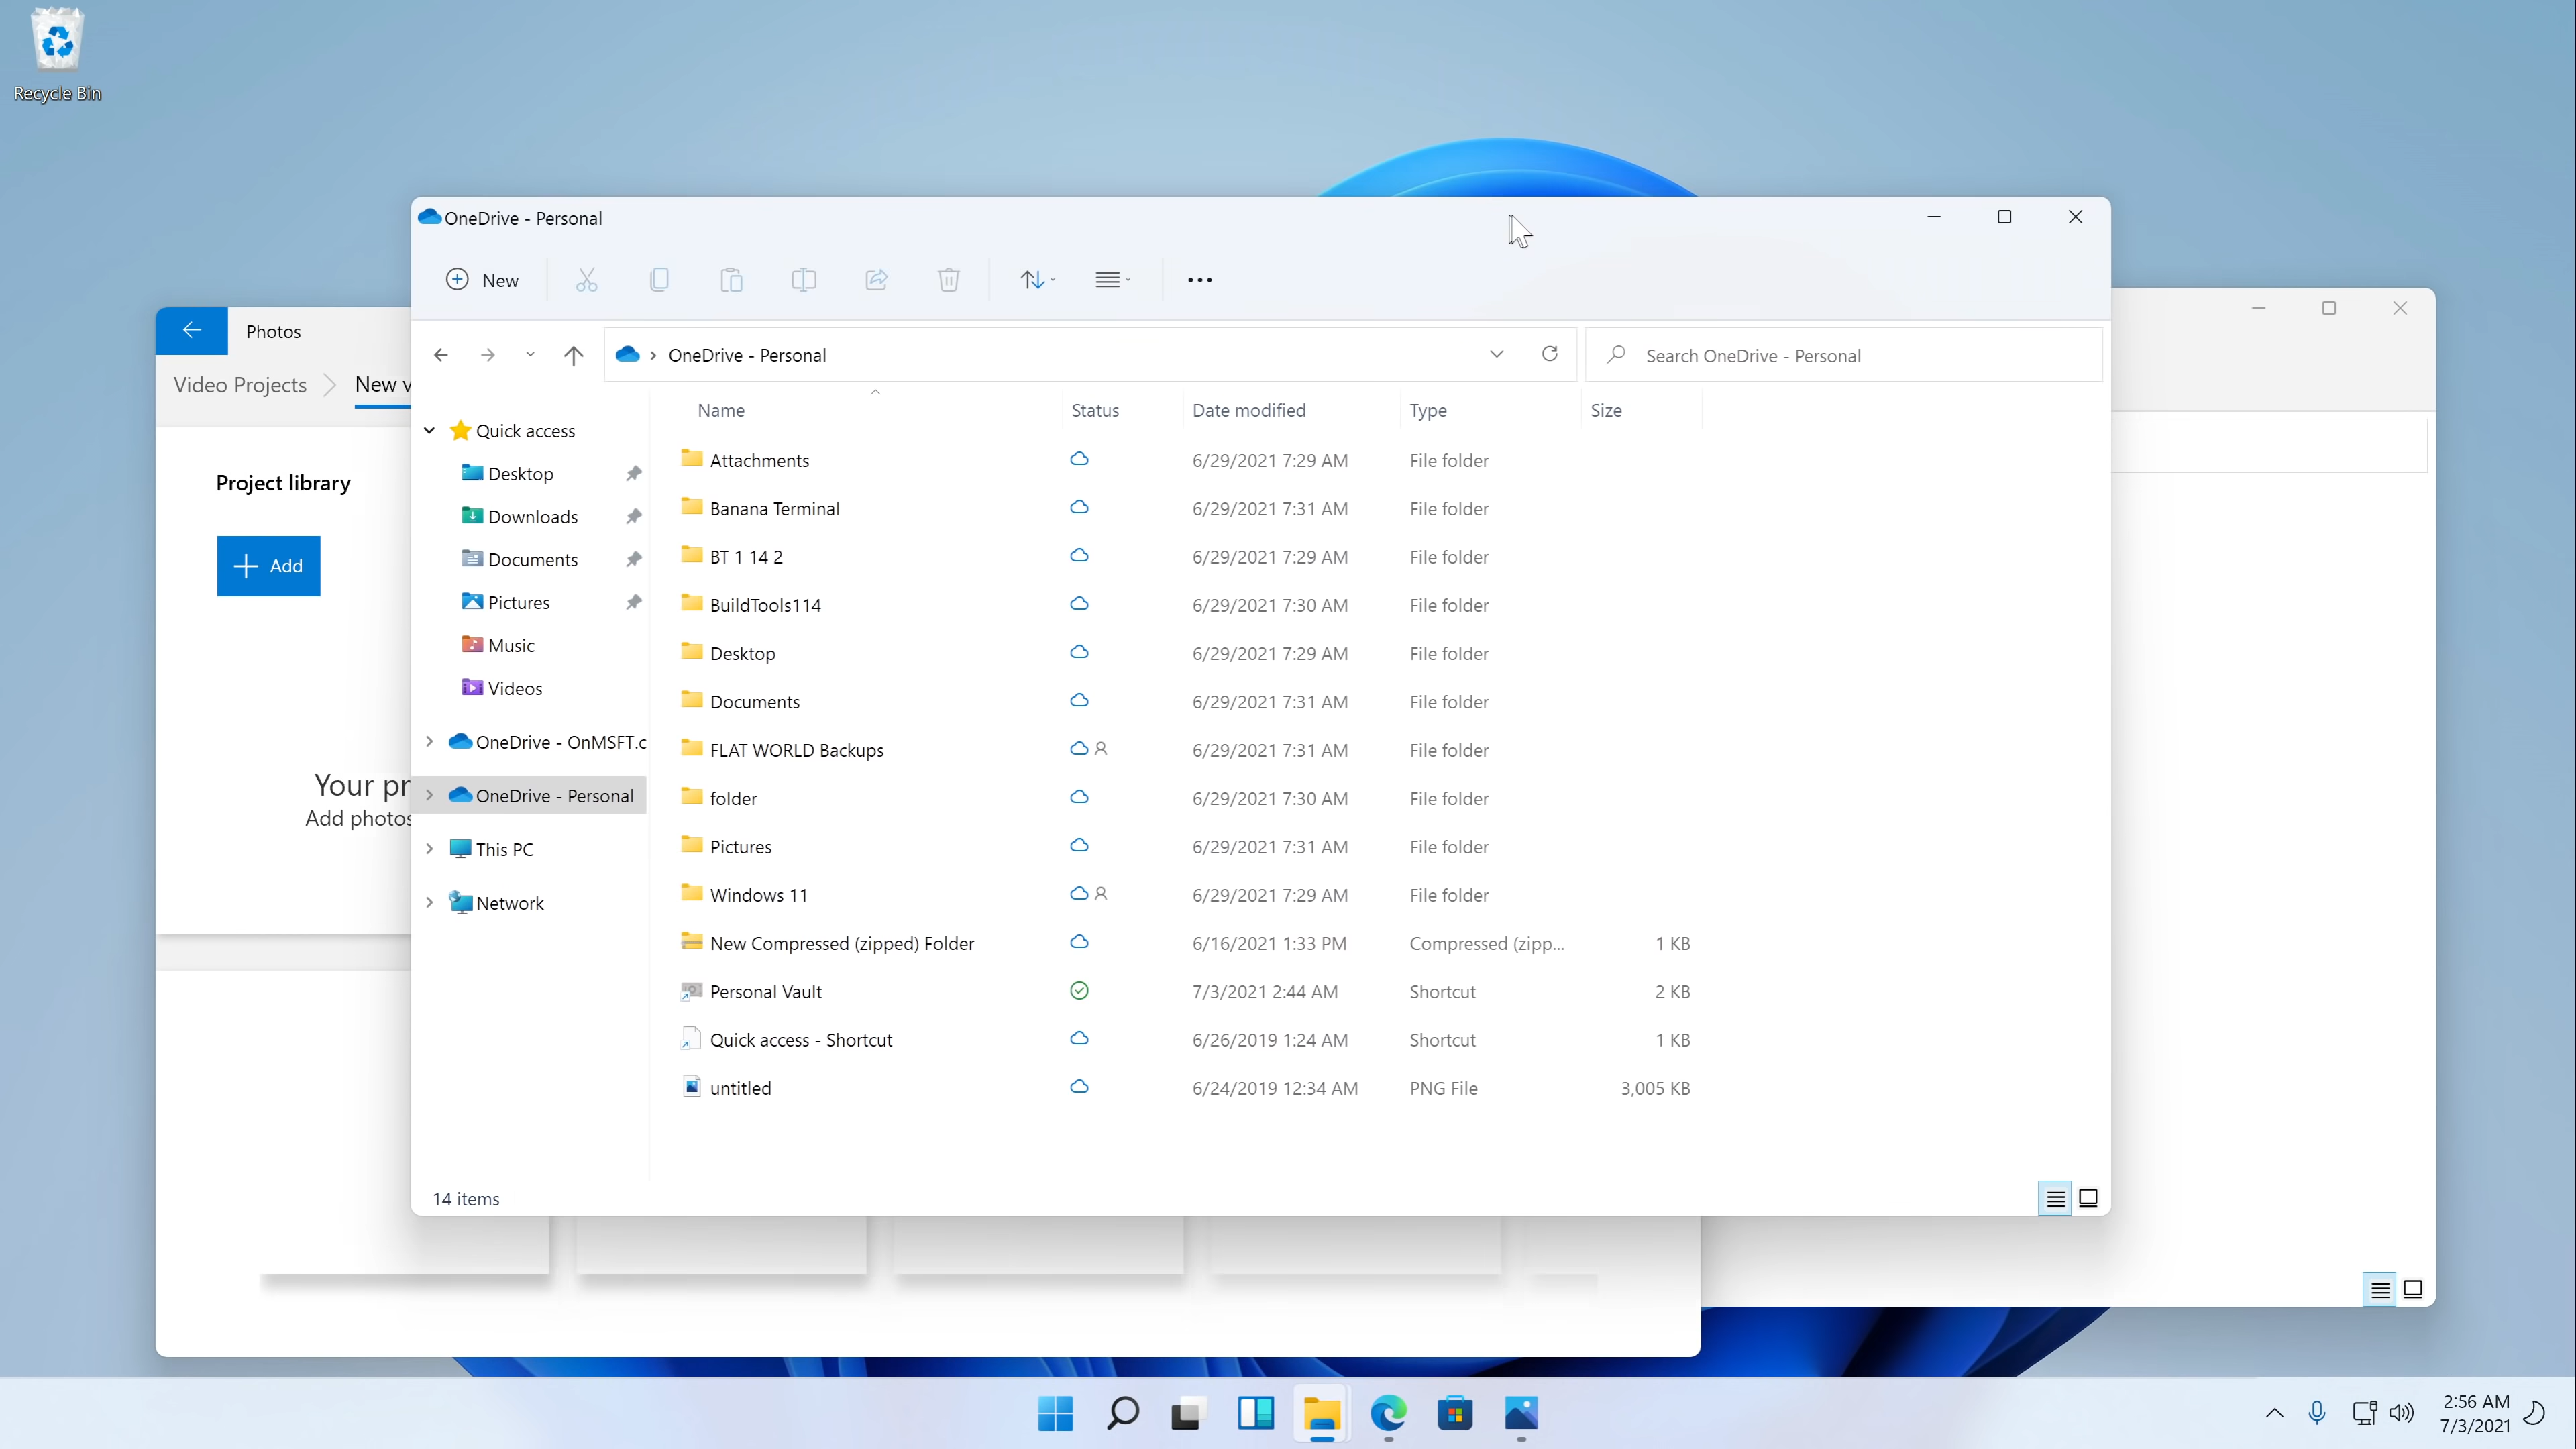 Recycle Bin
OneDrive - Personal
New
Photos
Video Projects
New v
OneDrive - Personal
Search OneDrive - Personal
Name Status Date modified Type Size
Quick access
Desktop
Downloads
Documents
Pictures
Music
Videos
OneDrive - OnMSFT.c
OneDrive - Personal
This PC
Network
Attachments 6/29/2021 7:29 AM File folder
Banana Terminal 6/29/2021 7:31 AM File folder
BT 1 14 2 6/29/2021 7:29 AM File folder
BuildTools114 6/29/2021 7:30 AM File folder
Desktop 6/29/2021 7:29 AM File folder
Documents 6/29/2021 7:31 AM File folder
FLAT WORLD Backups 6/29/2021 7:31 AM File folder
folder 6/29/2021 7:30 AM File folder
Pictures 6/29/2021 7:31 AM File folder
Windows 11 6/29/2021 7:29 AM File folder
New Compressed (zipped) Folder 6/16/2021 1:33 PM Compressed (zipp... 1 KB
Personal Vault 7/3/2021 2:44 AM Shortcut 2 KB
Quick access - Shortcut 6/26/2019 1:24 AM Shortcut 1 KB
untitled 6/24/2019 12:34 AM PNG File 3,005 KB
14 items
Project library
Add
Your pr
Add photos
2:56 AM
7/3/2021